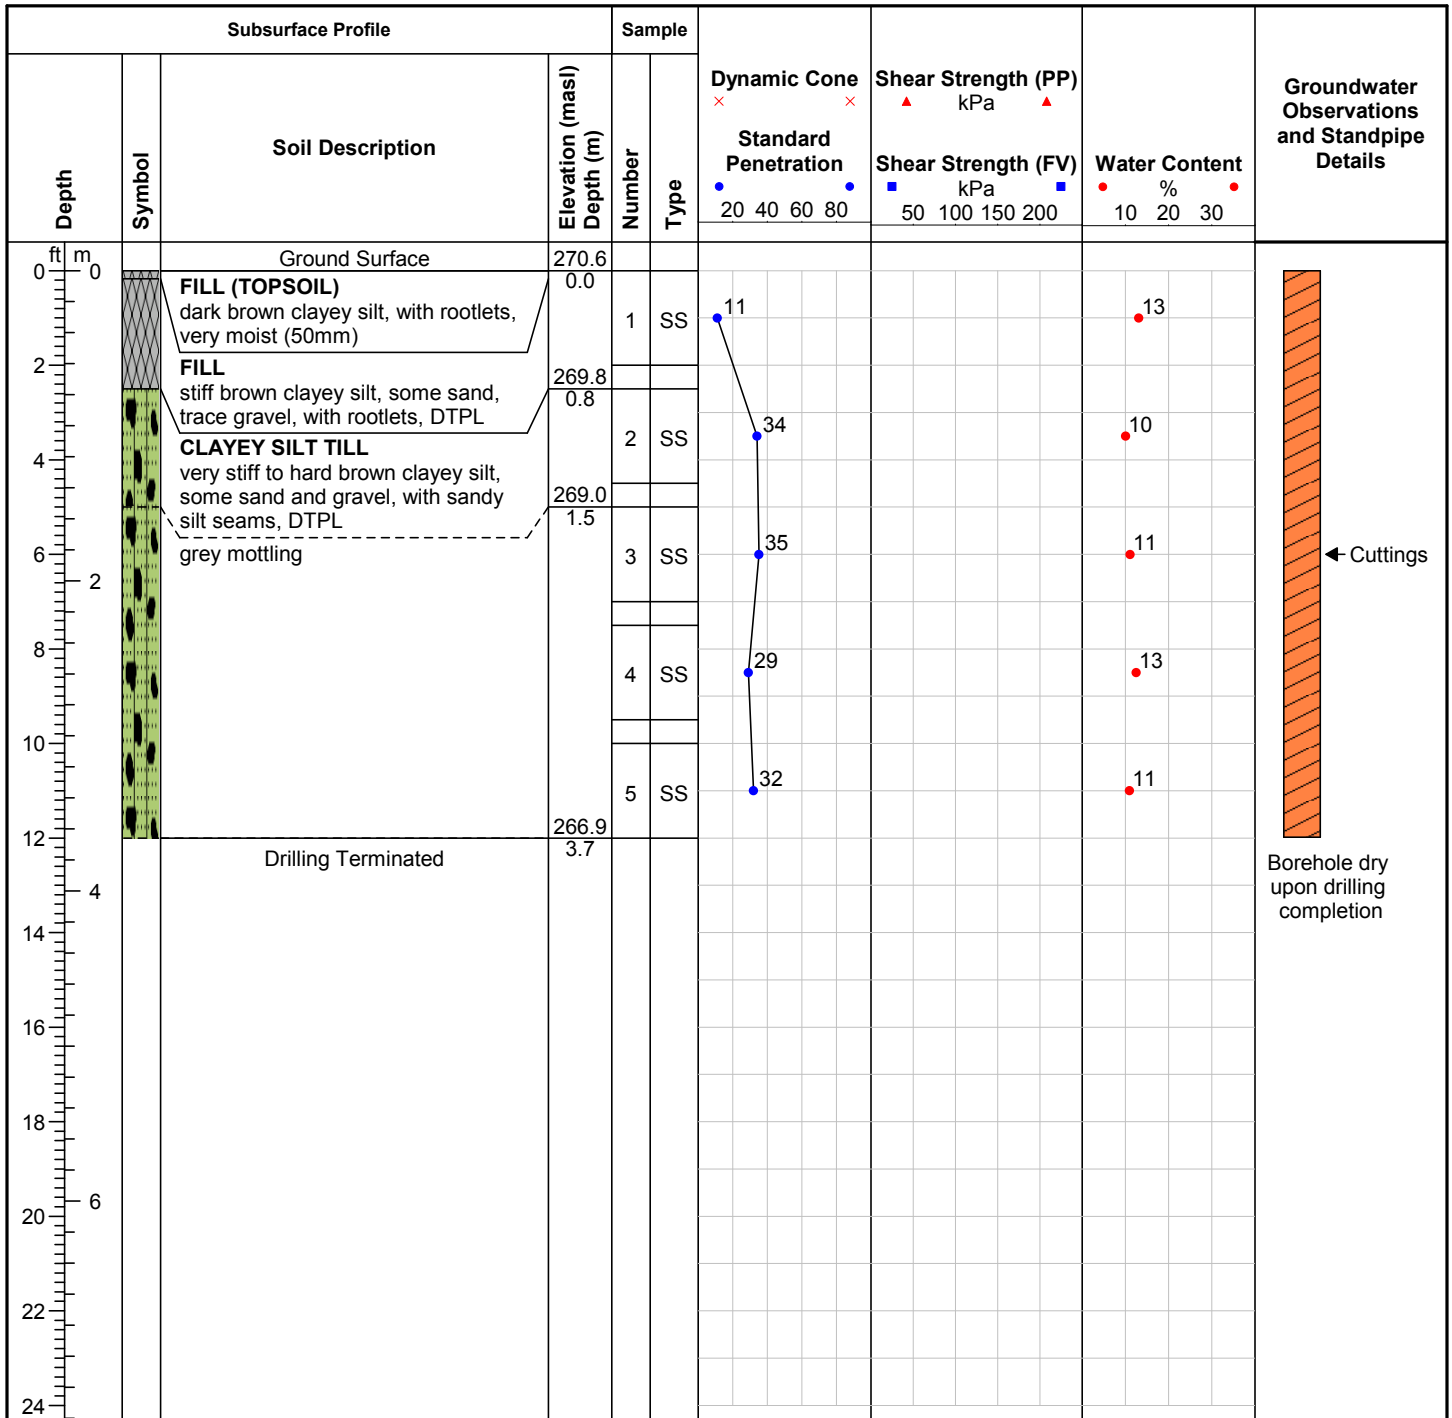 Subsurface Profile
Sample
Depth
Symbol
Soil Description
Elevation (masl)
Depth (m)
Number
Type
Dynamic Cone
Standard
Penetration
20 40 60 80
Shear Strength (PP)
kPa
Shear Strength (FV)
kPa
50 100 150 200
Water Content
%
10 20 30
Groundwater
Observations
and Standpipe
Details
ft m
0 0
2
4
6
2
8
10
12
4
14
16
18
6
20
22
24
Ground Surface
270.6
0.0
FILL (TOPSOIL)
dark brown clayey silt, with rootlets,
very moist (50mm)
FILL
stiff brown clayey silt, some sand,
trace gravel, with rootlets, DTPL
269.8
0.8
CLAYEY SILT TILL
very stiff to hard brown clayey silt,
some sand and gravel, with sandy
silt seams, DTPL
269.0
1.5
grey mottling
266.9
3.7
Drilling Terminated
1 SS 11 13
2 SS 34 10
3 SS 35 11
4 SS 29 13
5 SS 32 11
Cuttings
Borehole dry
upon drilling
completion